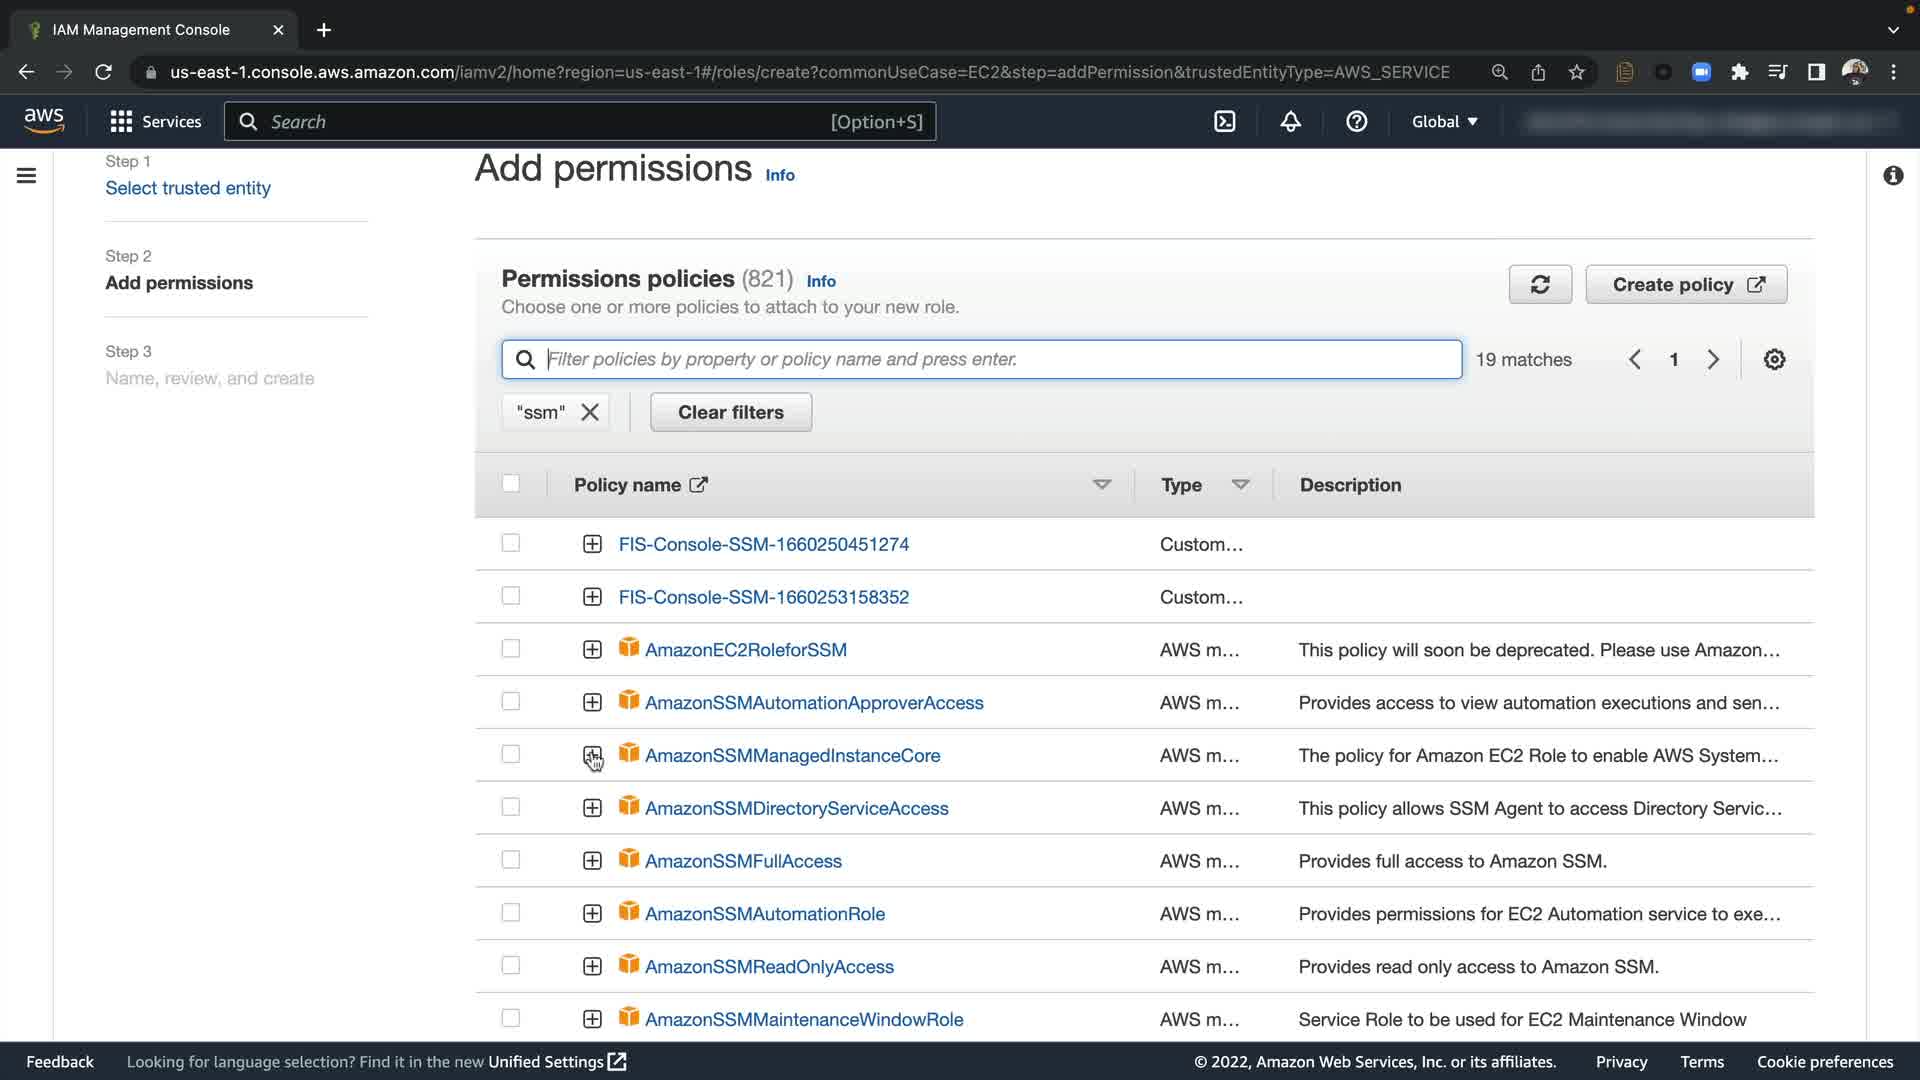 IAM Management Console
us-east-1.console.aws.amazon.com/iamv2/home?region=us-east-1#/roles/create?commonUseCase=EC2&step=addPermission&trustedEntityType=AWS_SERVICE
aws
Services
Search
[Option+S]
Global
Step 1
Select trusted entity
Step 2
Add permissions
Step 3
Name, review, and create
Add permissions Info
Permissions policies (821) Info
Choose one or more policies to attach to your new role.
Create policy
Filter policies by property or policy name and press enter.
19 matches
1
"ssm"
Clear filters
Policy name Type Description
FIS-Console-SSM-1660250451274 Custom...
FIS-Console-SSM-1660253158352 Custom...
AmazonEC2RoleforSSM AWS m... This policy will soon be deprecated. Please use Amazon...
AmazonSSMAutomationApproverAccess AWS m... Provides access to view automation executions and sen...
AmazonSSMManagedInstanceCore AWS m... The policy for Amazon EC2 Role to enable AWS System...
AmazonSSMDirectoryServiceAccess AWS m... This policy allows SSM Agent to access Directory Servic...
AmazonSSMFullAccess AWS m... Provides full access to Amazon SSM.
AmazonSSMAutomationRole AWS m... Provides permissions for EC2 Automation service to exe...
AmazonSSMReadOnlyAccess AWS m... Provides read only access to Amazon SSM.
AmazonSSMMaintenanceWindowRole AWS m... Service Role to be used for EC2 Maintenance Window
Feedback Looking for language selection? Find it in the new Unified Settings © 2022, Amazon Web Services, Inc. or its affiliates. Privacy Terms Cookie preferences